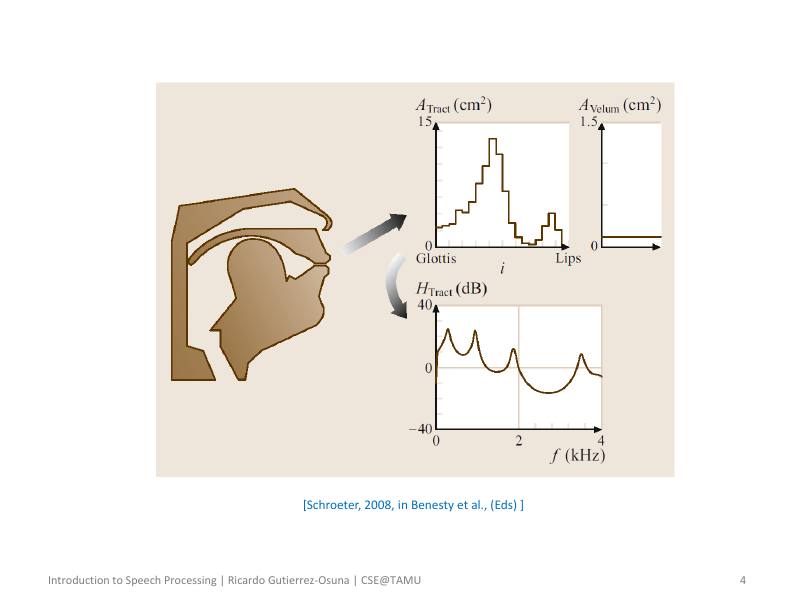 A_Tract (cm²)
15
0
Glottis
i
Lips
A_Velum (cm²)
1.5
0
H_Tract (dB)
40
0
−40
0
2
4
f (kHz)
[Schroeter, 2008, in Benesty et al., (Eds) ]
Introduction to Speech Processing | Ricardo Gutierrez-Osuna | CSE@TAMU
4